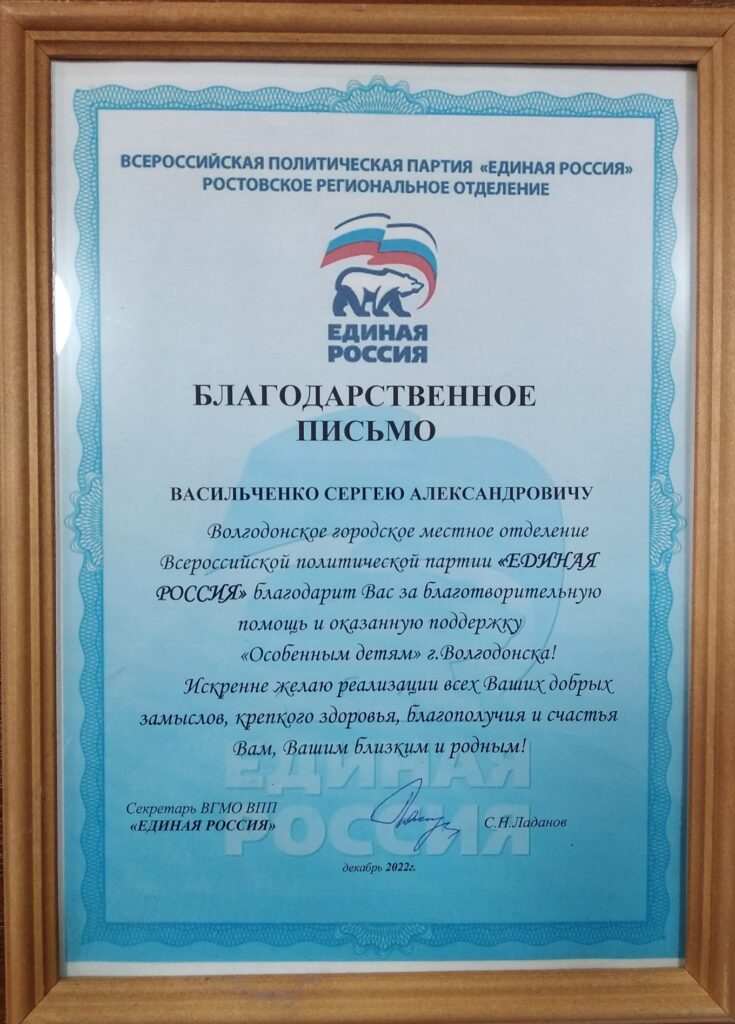 ВСЕРОССИЙСКАЯ ПОЛИТИЧЕСКАЯ ПАРТИЯ «ЕДИНАЯ РОССИЯ»
РОСТОВСКОЕ РЕГИОНАЛЬНОЕ ОТДЕЛЕНИЕ
ЕДИНАЯ
РОССИЯ
БЛАГОДАРСТВЕННОЕ
ПИСЬМО
ВАСИЛЬЧЕНКО СЕРГЕЮ АЛЕКСАНДРОВИЧУ
Волгодонское городское местное отделение
Всероссийской политической партии «ЕДИНАЯ
РОССИЯ» благодарит Вас за благотворительную
помощь и оказанную поддержку
«Особенным детям» г.Волгодонска!
Искренне желаю реализации всех Ваших добрых
замыслов, крепкого здоровья, благополучия и счастья
Вам, Вашим близким и родным!
ЕДИНАЯ
РОССИЯ
Секретарь ВГМО ВПП
«ЕДИНАЯ РОССИЯ»
С.Н.Ладанов
декабрь 2022г.